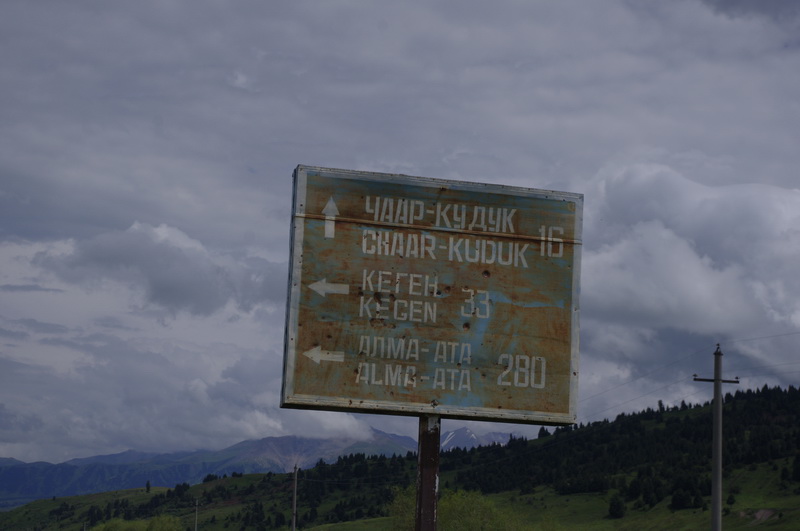 ЧААР-КУДУК 16
CHAAR-KUDUK
КЕГЕН 33
KEGEN
АЛМА-АТА 280
ALMA-ATA